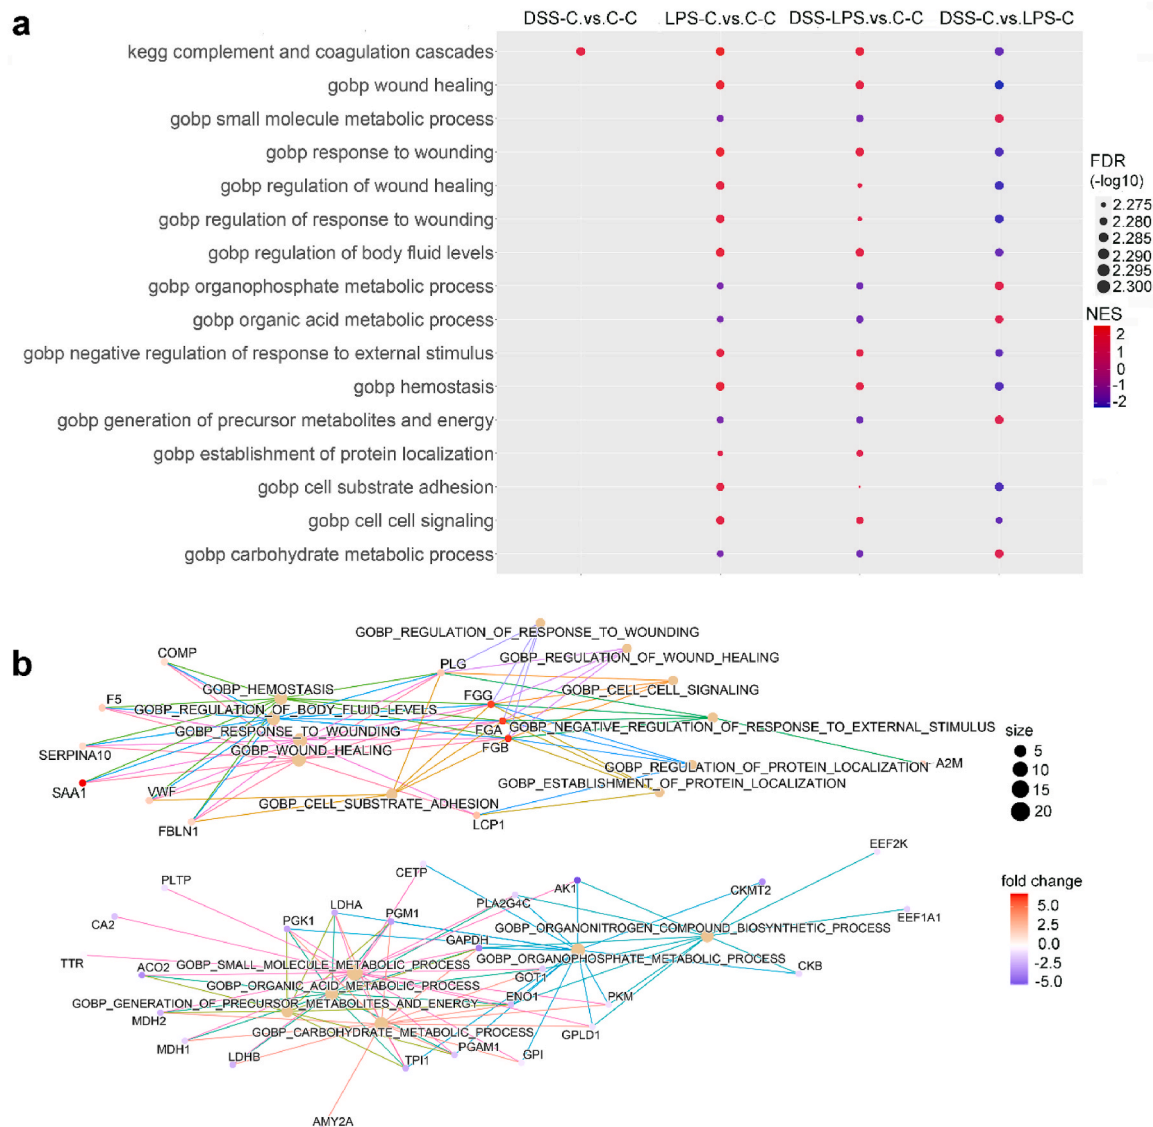 a
DSS-C.vs.C-C LPS-C.vs.C-C DSS-LPS.vs.C-C DSS-C.vs.LPS-C
kegg complement and coagulation cascades
gobp wound healing
gobp small molecule metabolic process
gobp response to wounding
gobp regulation of wound healing
gobp regulation of response to wounding
gobp regulation of body fluid levels
gobp organophosphate metabolic process
gobp organic acid metabolic process
gobp negative regulation of response to external stimulus
gobp hemostasis
gobp generation of precursor metabolites and energy
gobp establishment of protein localization
gobp cell substrate adhesion
gobp cell cell signaling
gobp carbohydrate metabolic process
FDR
(-log10)
2.275
2.280
2.285
2.290
2.295
2.300
NES
2
1
0
-1
-2
b
GOBP_REGULATION_OF_RESPONSE_TO_WOUNDING
COMP
GOBP_REGULATION_OF_WOUND_HEALING
PLG
GOBP_HEMOSTASIS
GOBP_CELL_CELL_SIGNALING
F5
FGG
GOBP_REGULATION_OF_BODY_FLUID_LEVELS
GOBP_RESPONSE_TO_WOUNDING
FGA
GOBP_NEGATIVE_REGULATION_OF_RESPONSE_TO_EXTERNAL_STIMULUS
SERPINA10
GOBP_WOUND_HEALING
FGB
GOBP_REGULATION_OF_PROTEIN_LOCALIZATION
A2M
SAA1
VWF
GOBP_ESTABLISHMENT_OF_PROTEIN_LOCALIZATION
GOBP_CELL_SUBSTRATE_ADHESION
FBLN1
LCP1
size
5
10
15
20
EEF2K
PLTP
CETP
AK1
CKMT2
CA2
PGK1
LDHA
PGM1
PLA2G4C
EEF1A1
GOBP_ORGANONITROGEN_COMPOUND_BIOSYNTHETIC_PROCESS
GAPDH
TTR
ACO2
GOBP_SMALL_MOLECULE_METABOLIC_PROCESS
GOBP_ORGANOPHOSPHATE_METABOLIC_PROCESS
CKB
GOT1
GOBP_ORGANIC_ACID_METABOLIC_PROCESS
GOBP_GENERATION_OF_PRECURSOR_METABOLITES_AND_ENERGY
ENO1
PKM
MDH2
GOBP_CARBOHYDRATE_METABOLIC_PROCESS
GPLD1
MDH1
LDHB
TPI1
PGAM1
GPI
AMY2A
fold change
5.0
2.5
0.0
-2.5
-5.0